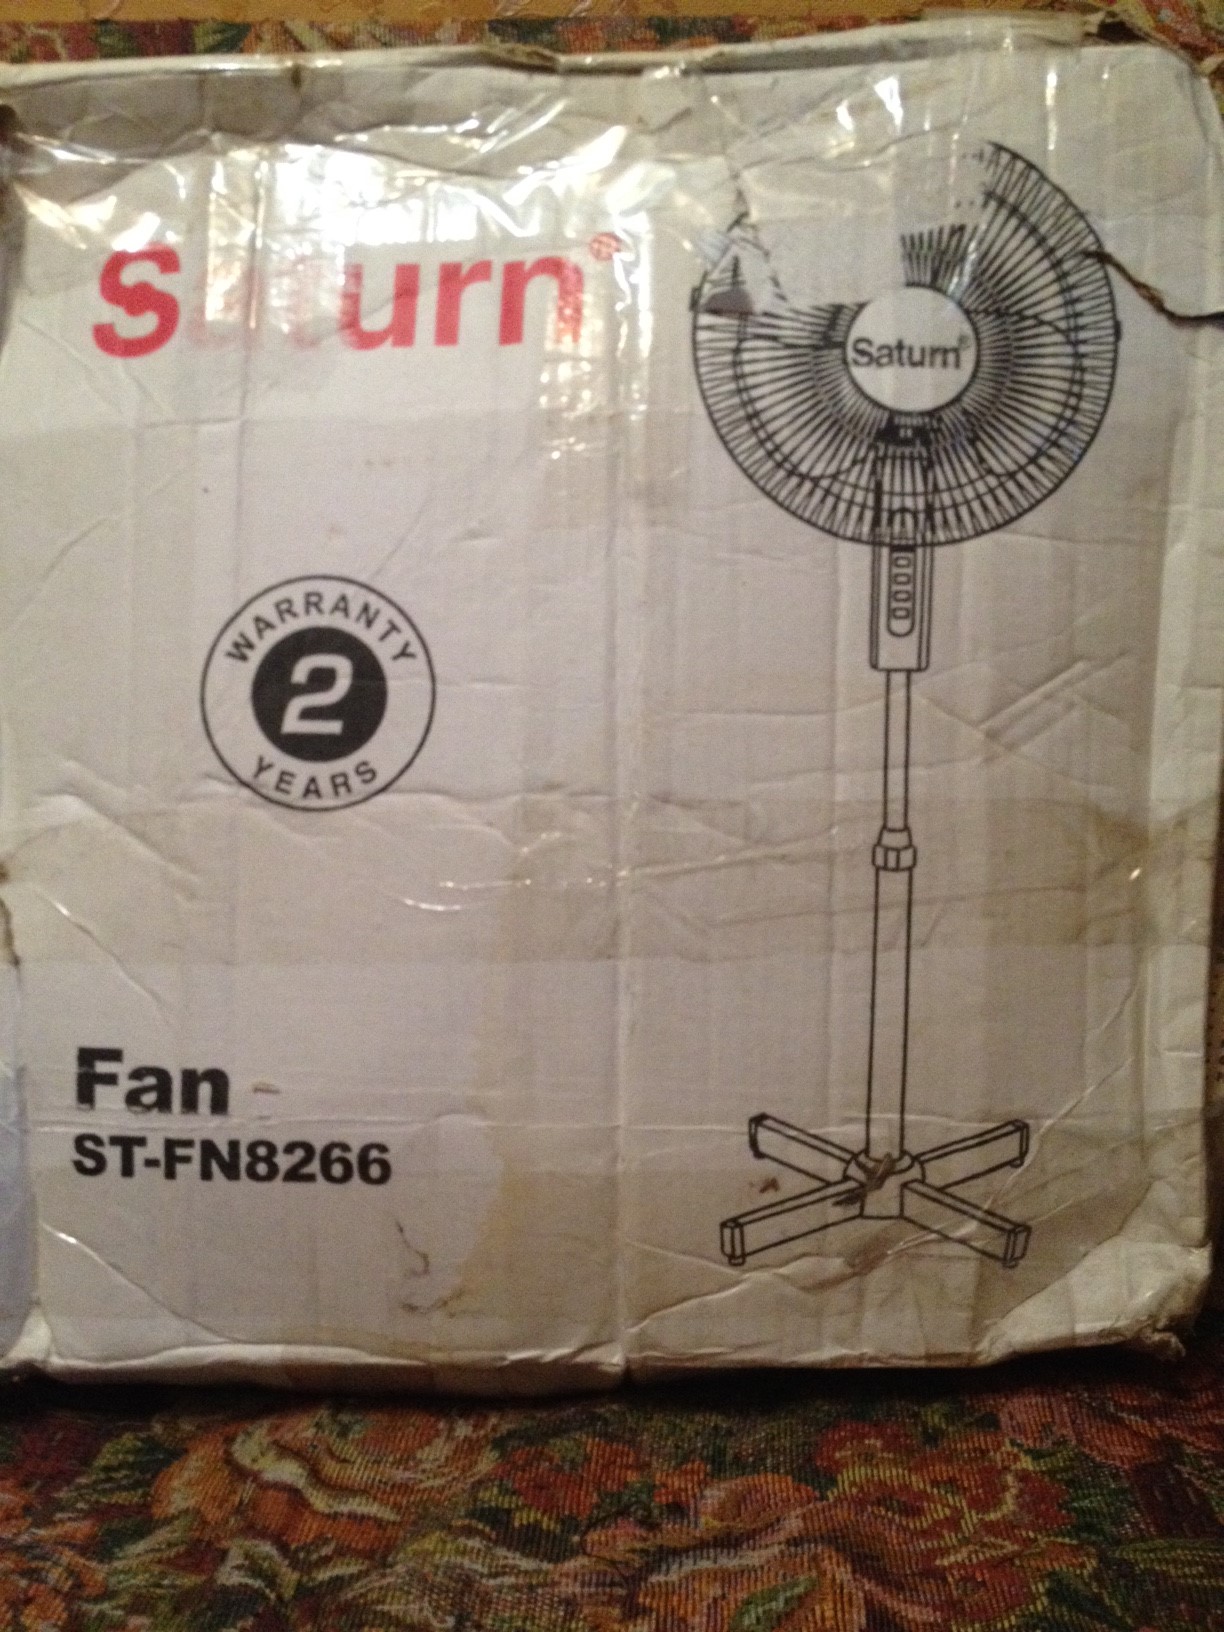 Saturn®
Saturn®
WARRANTY
2
YEARS
Fan
ST-FN8266